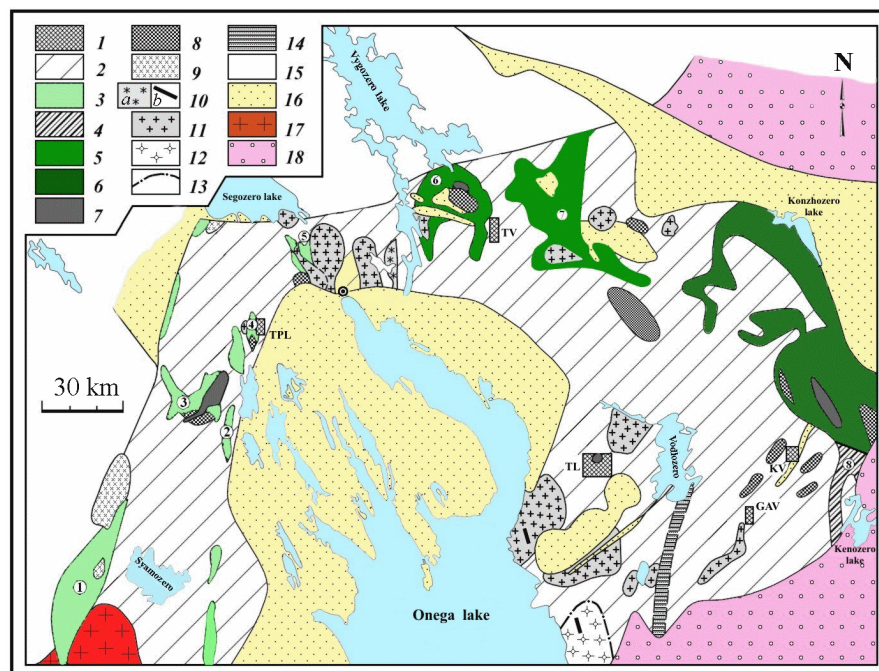 1 8 14
2 9 15
3 a b 10 16
4 11 17
5 12 18
6 13
7
N
Vygozero lake
Segozero lake
Konzhozero lake
6
7
5
TV
4
TPL
30 km
3
2
Vodlozero
TL
KV
8
GAV
Kenozero lake
1
Syamozero
Onega lake